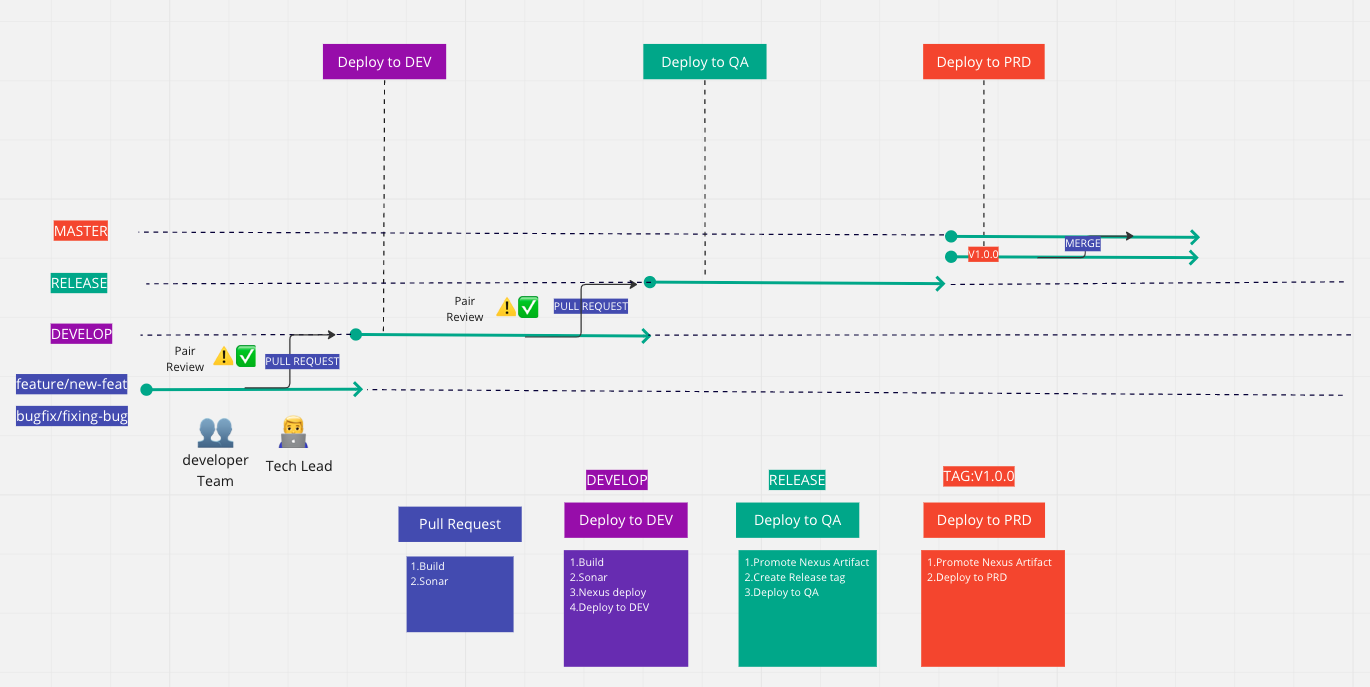 Deploy to DEV
Deploy to QA
Deploy to PRD
MASTER
MERGE
V1.0.0
RELEASE
Pair
Review
PULL REQUEST
DEVELOP
Pair
Review
PULL REQUEST
feature/new-feat
bugfix/fixing-bug
developer
Team
Tech Lead
DEVELOP
RELEASE
TAG:V1.0.0
Pull Request
Deploy to DEV
Deploy to QA
Deploy to PRD
1.Build
2.Sonar
1.Build
2.Sonar
3.Nexus deploy
4.Deploy to DEV
1.Promote Nexus Artifact
2.Create Release tag
3.Deploy to QA
1.Promote Nexus Artifact
2.Deploy to PRD